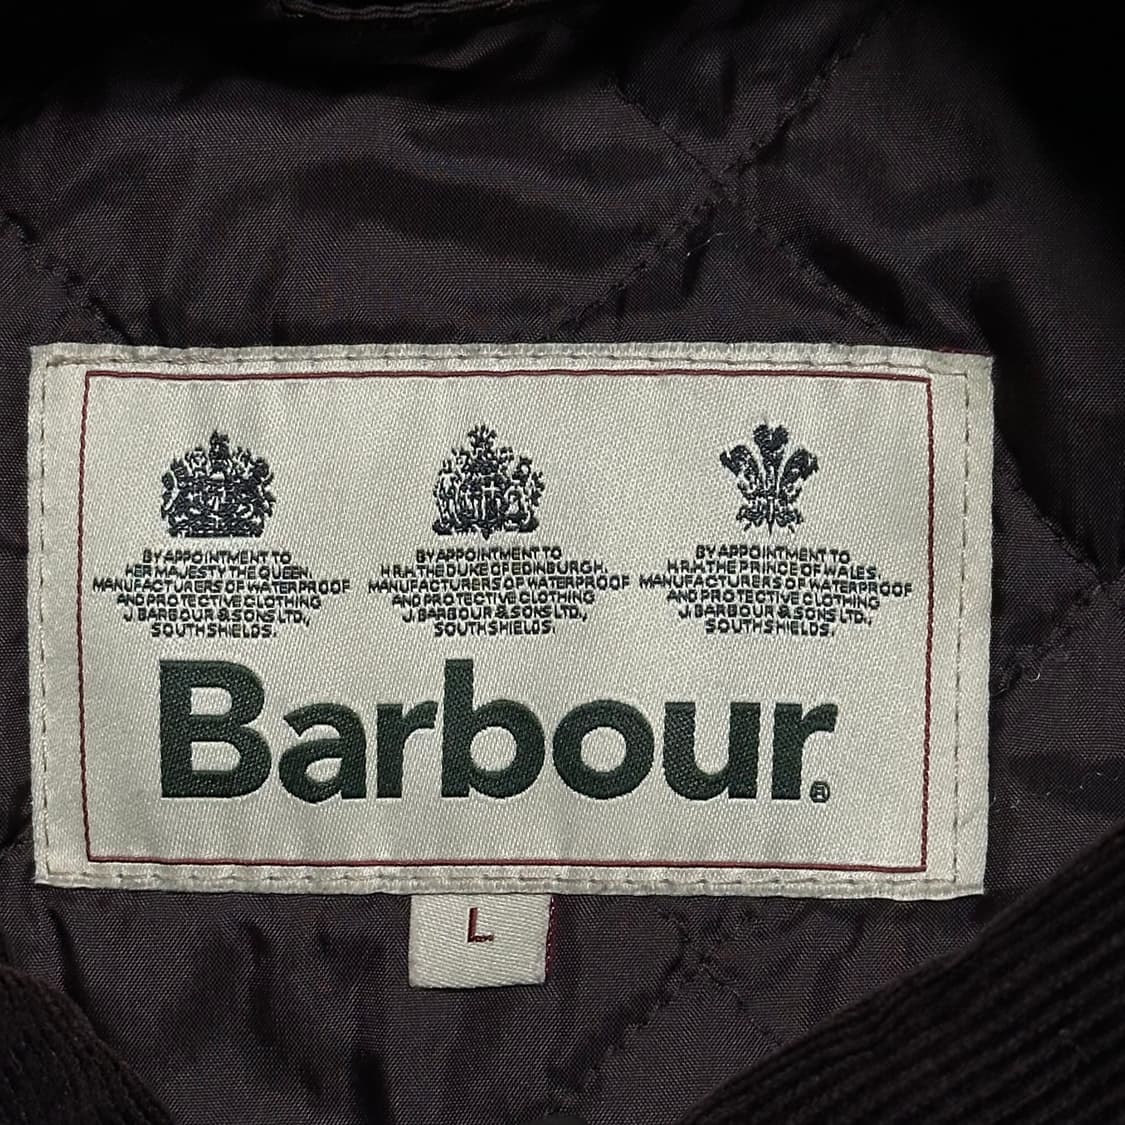 BY APPOINTMENT TO
HER MAJESTY THE QUEEN.
MANUFACTURERS OF WATERPROOF
AND PROTECTIVE CLOTHING
J. BARBOUR & SONS LTD.,
SOUTH SHIELDS.
BY APPOINTMENT TO
H.R.H. THE DUKE OF EDINBURGH.
MANUFACTURERS OF WATERPROOF
AND PROTECTIVE CLOTHING
J. BARBOUR & SONS LTD.,
SOUTH SHIELDS.
BY APPOINTMENT TO
H.R.H. THE PRINCE OF WALES.
MANUFACTURERS OF WATERPROOF
AND PROTECTIVE CLOTHING
J. BARBOUR & SONS LTD.,
SOUTH SHIELDS.
Barbour®
L